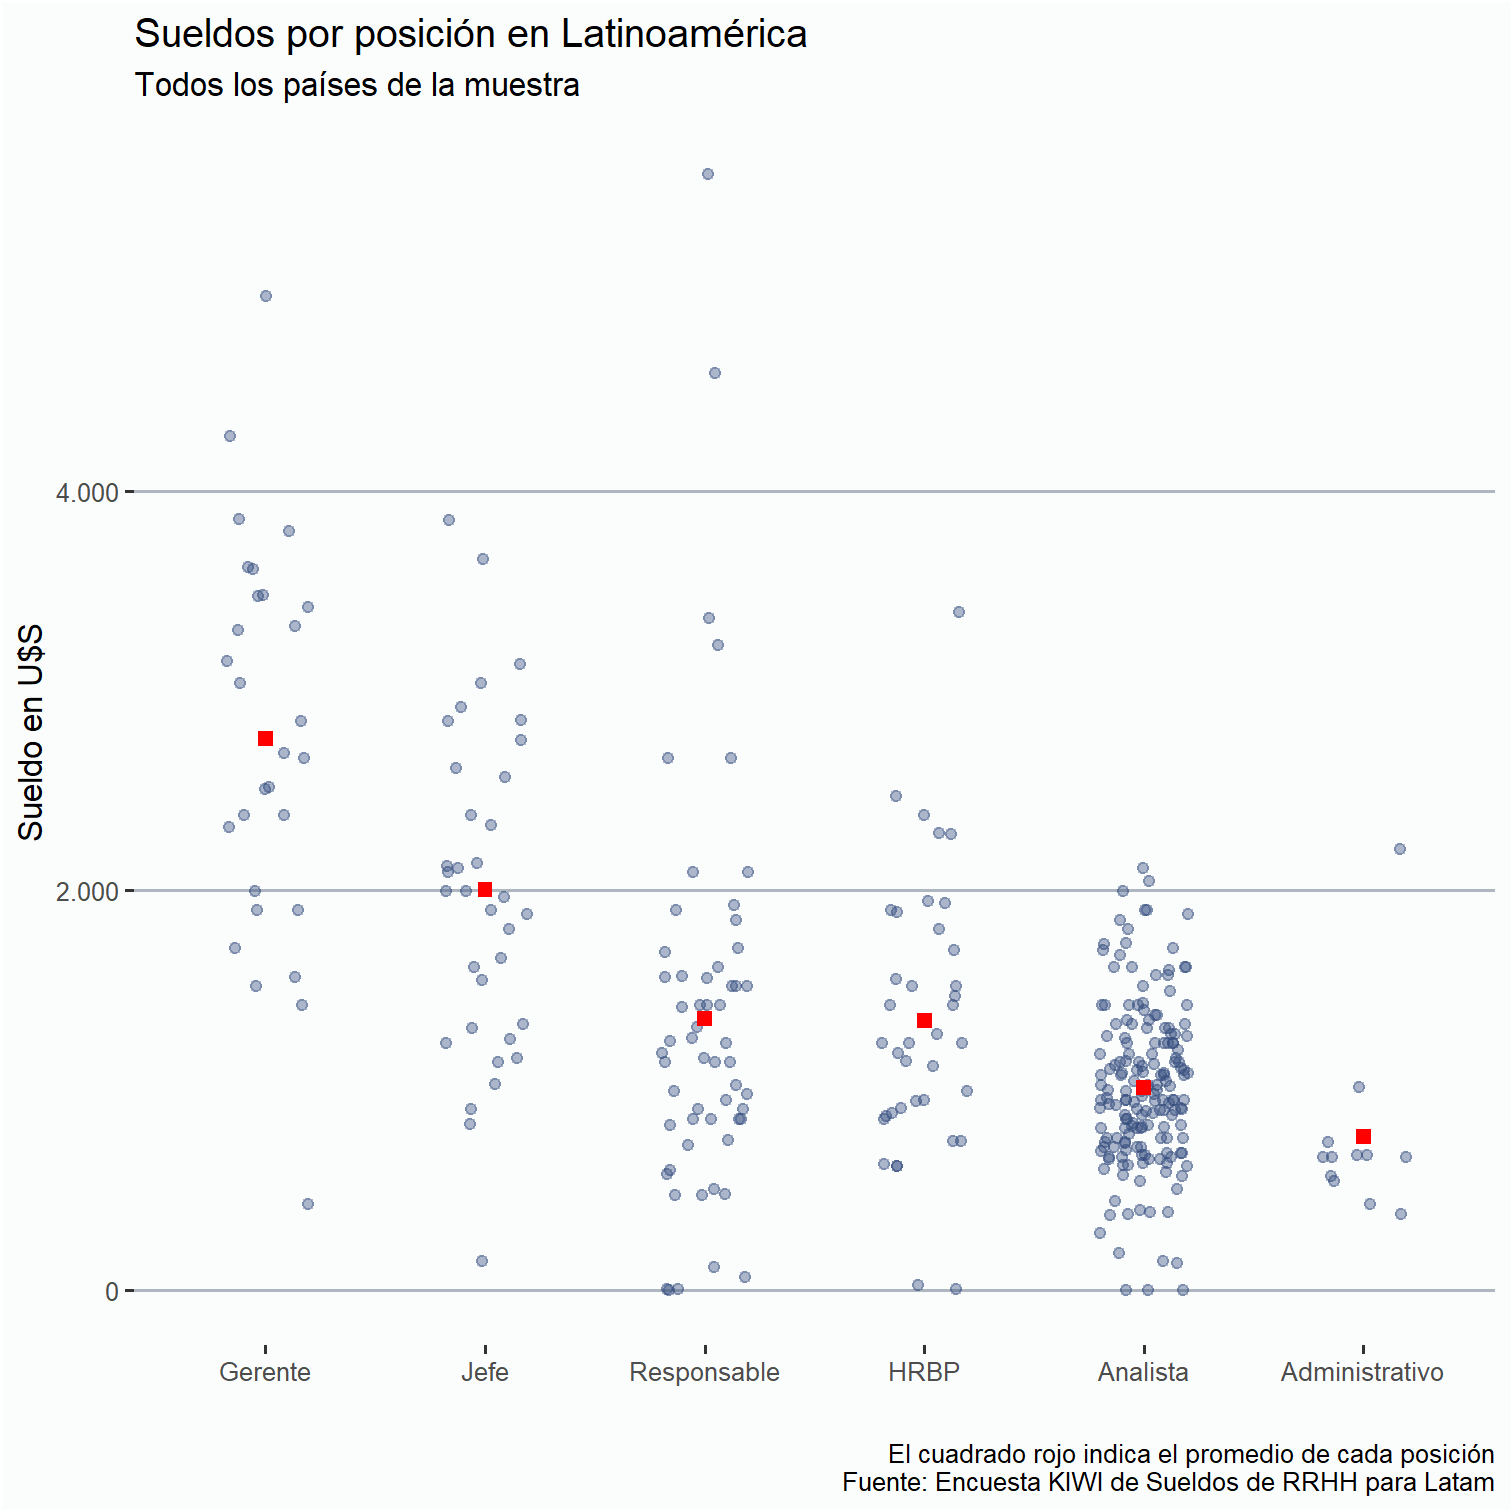 Sueldos por posición en Latinoamérica
Todos los países de la muestra
Sueldo en U$S
4.000
2.000
0
Gerente
Jefe
Responsable
HRBP
Analista
Administrativo
El cuadrado rojo indica el promedio de cada posición
Fuente: Encuesta KIWI de Sueldos de RRHH para Latam